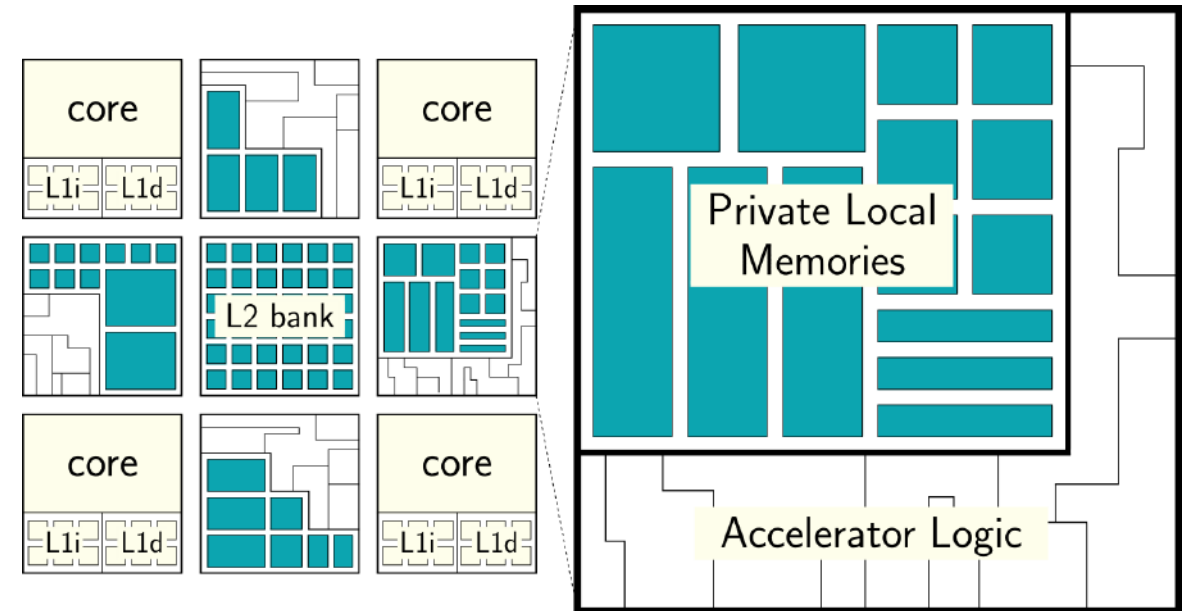 core
core
L1i
L1d
L1i
L1d
L2 bank
core
core
L1i
L1d
L1i
L1d
Private Local
Memories
Accelerator Logic